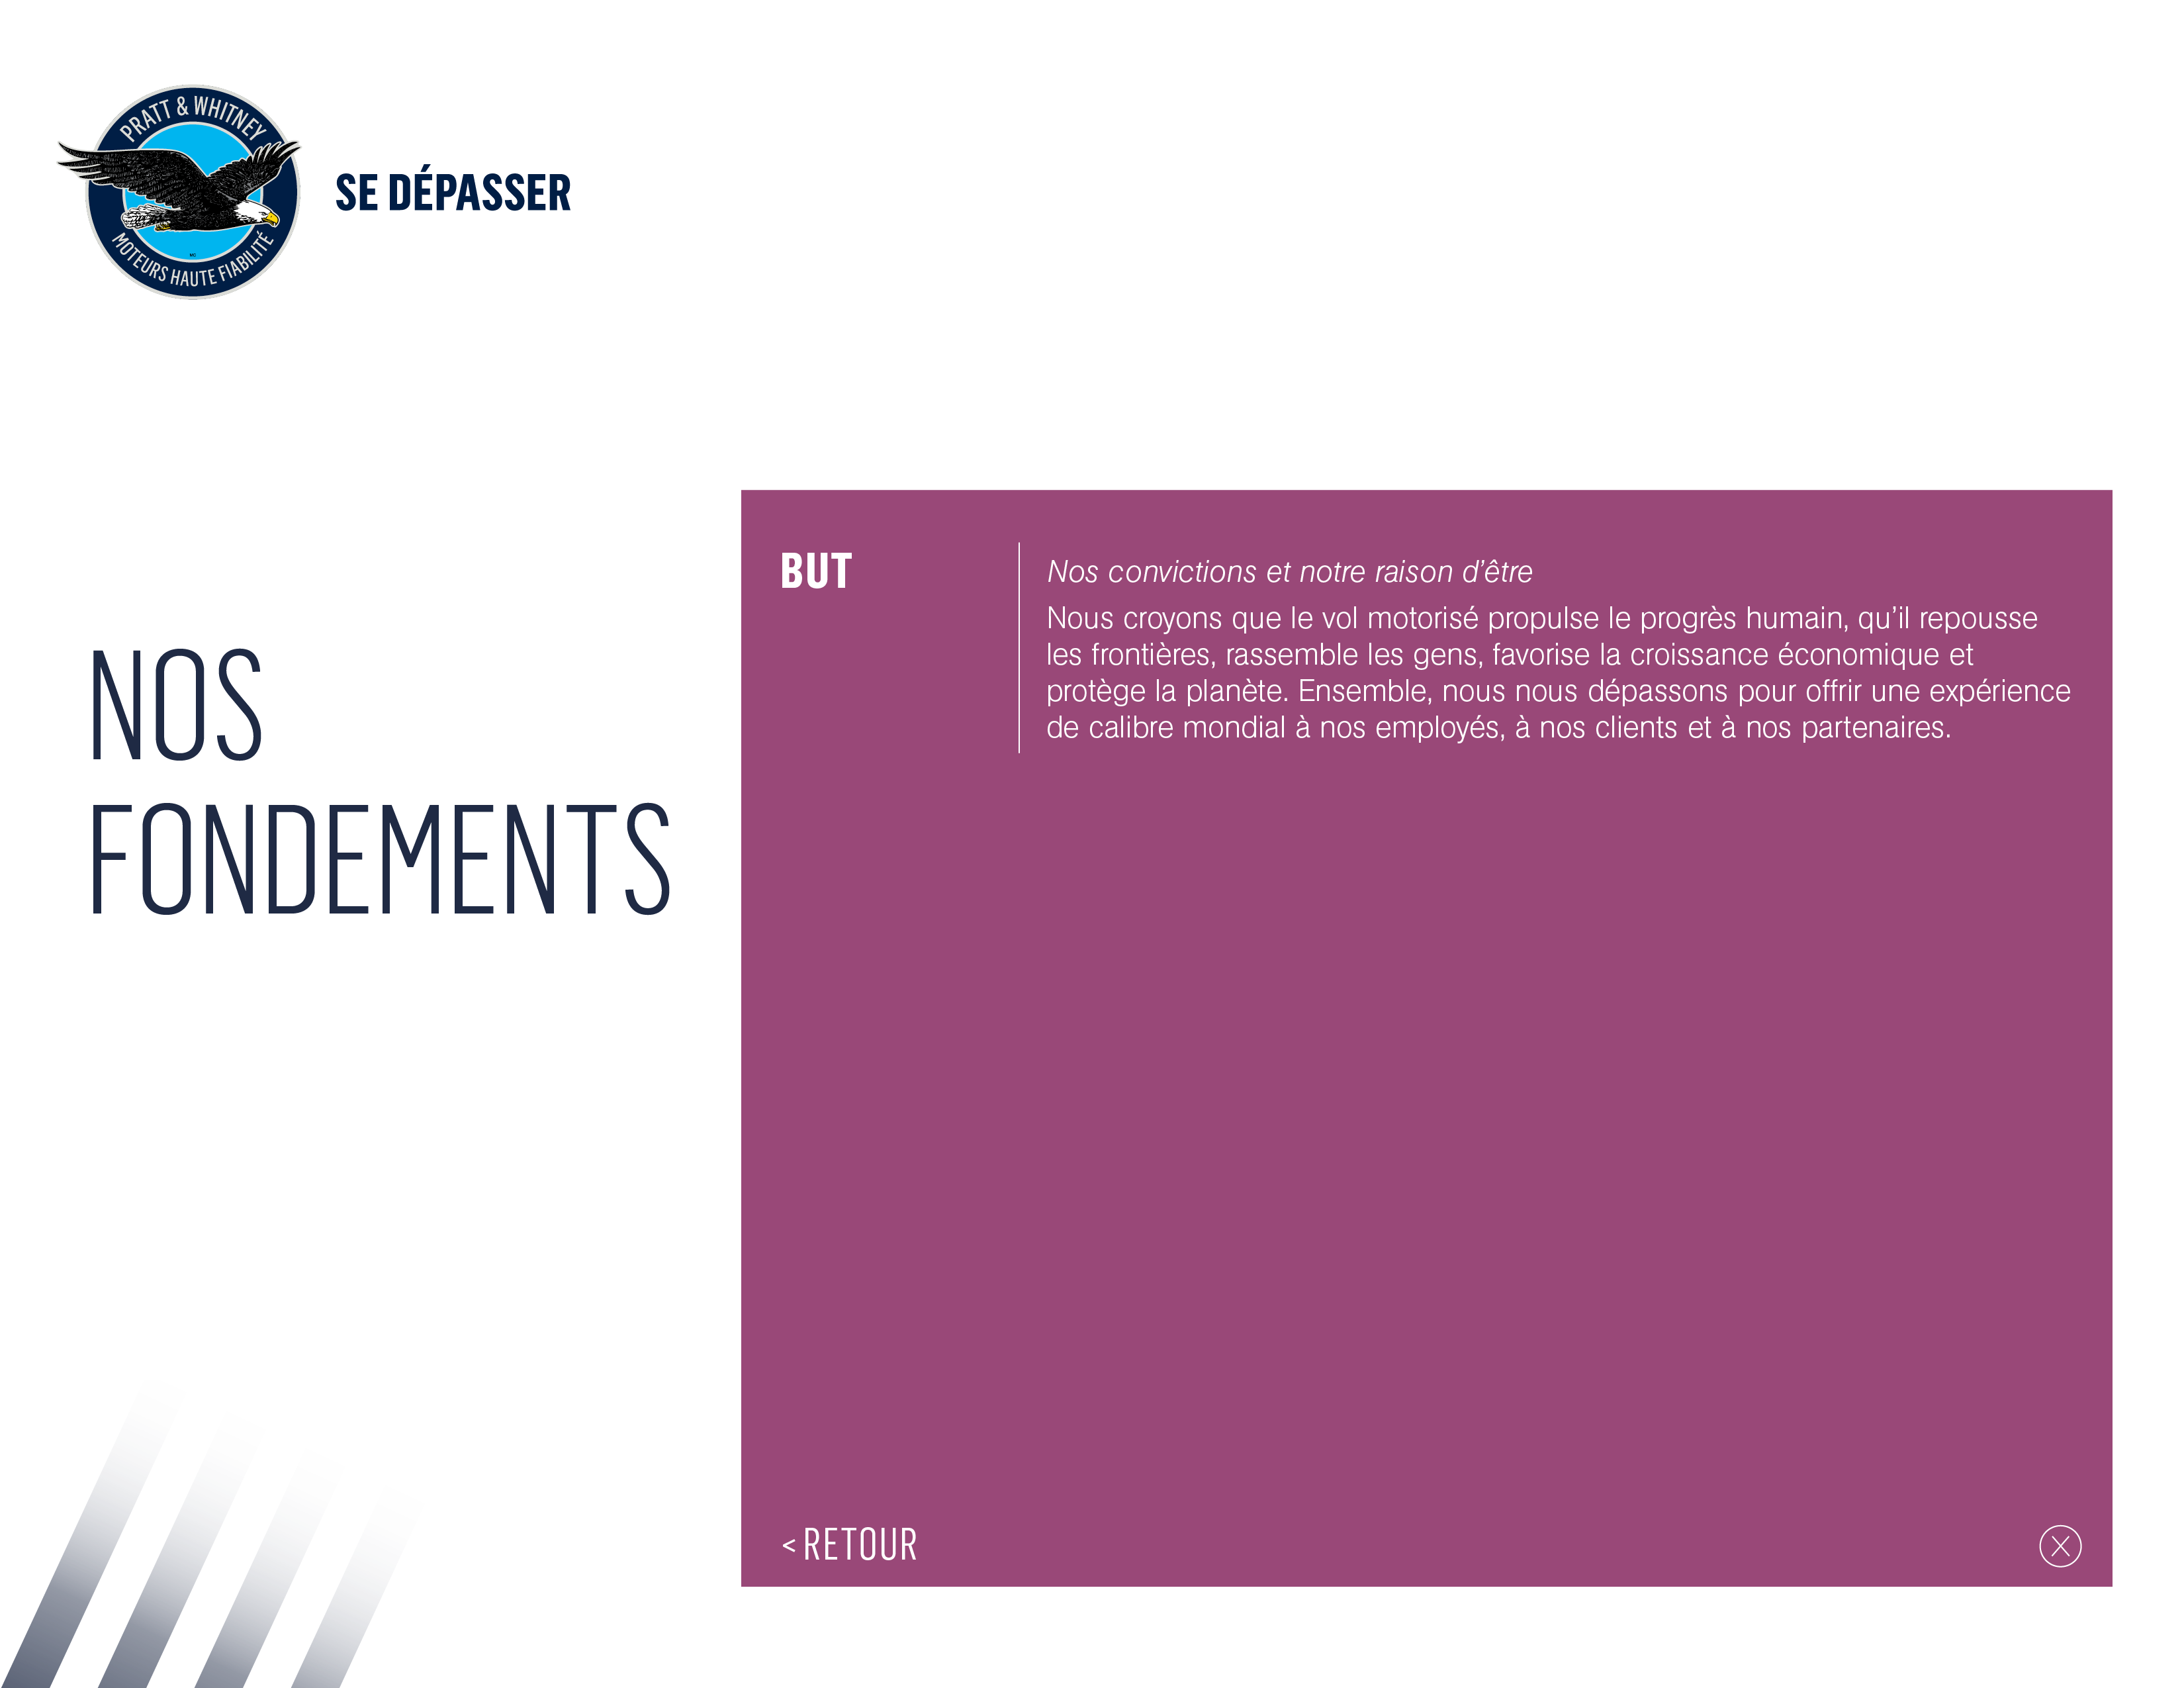 PRATT & WHITNEY
MOTEURS HAUTE FIABILITÉ
MC
SE DÉPASSER
NOS
FONDEMENTS
BUT
Nos convictions et notre raison d’être
Nous croyons que le vol motorisé propulse le progrès humain, qu’il repousse
les frontières, rassemble les gens, favorise la croissance économique et
protège la planète. Ensemble, nous nous dépassons pour offrir une expérience
de calibre mondial à nos employés, à nos clients et à nos partenaires.
< RETOUR
X